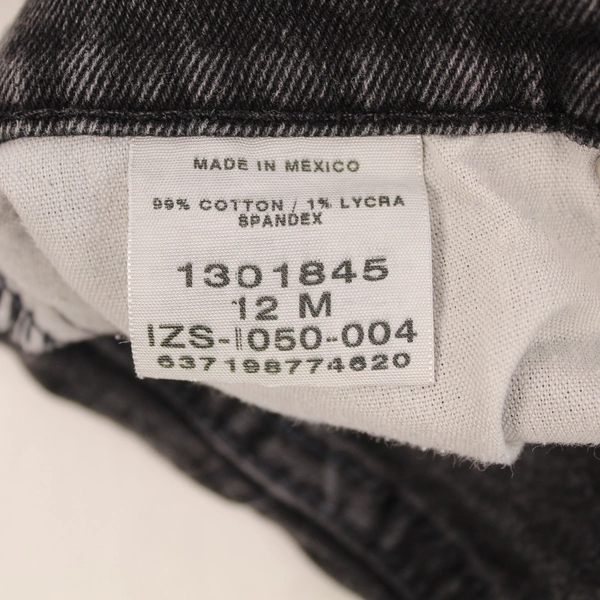 MADE IN MEXICO
99% COTTON / 1% LYCRA
SPANDEX
1301845
12 M
IZS-1050-004
637198774620